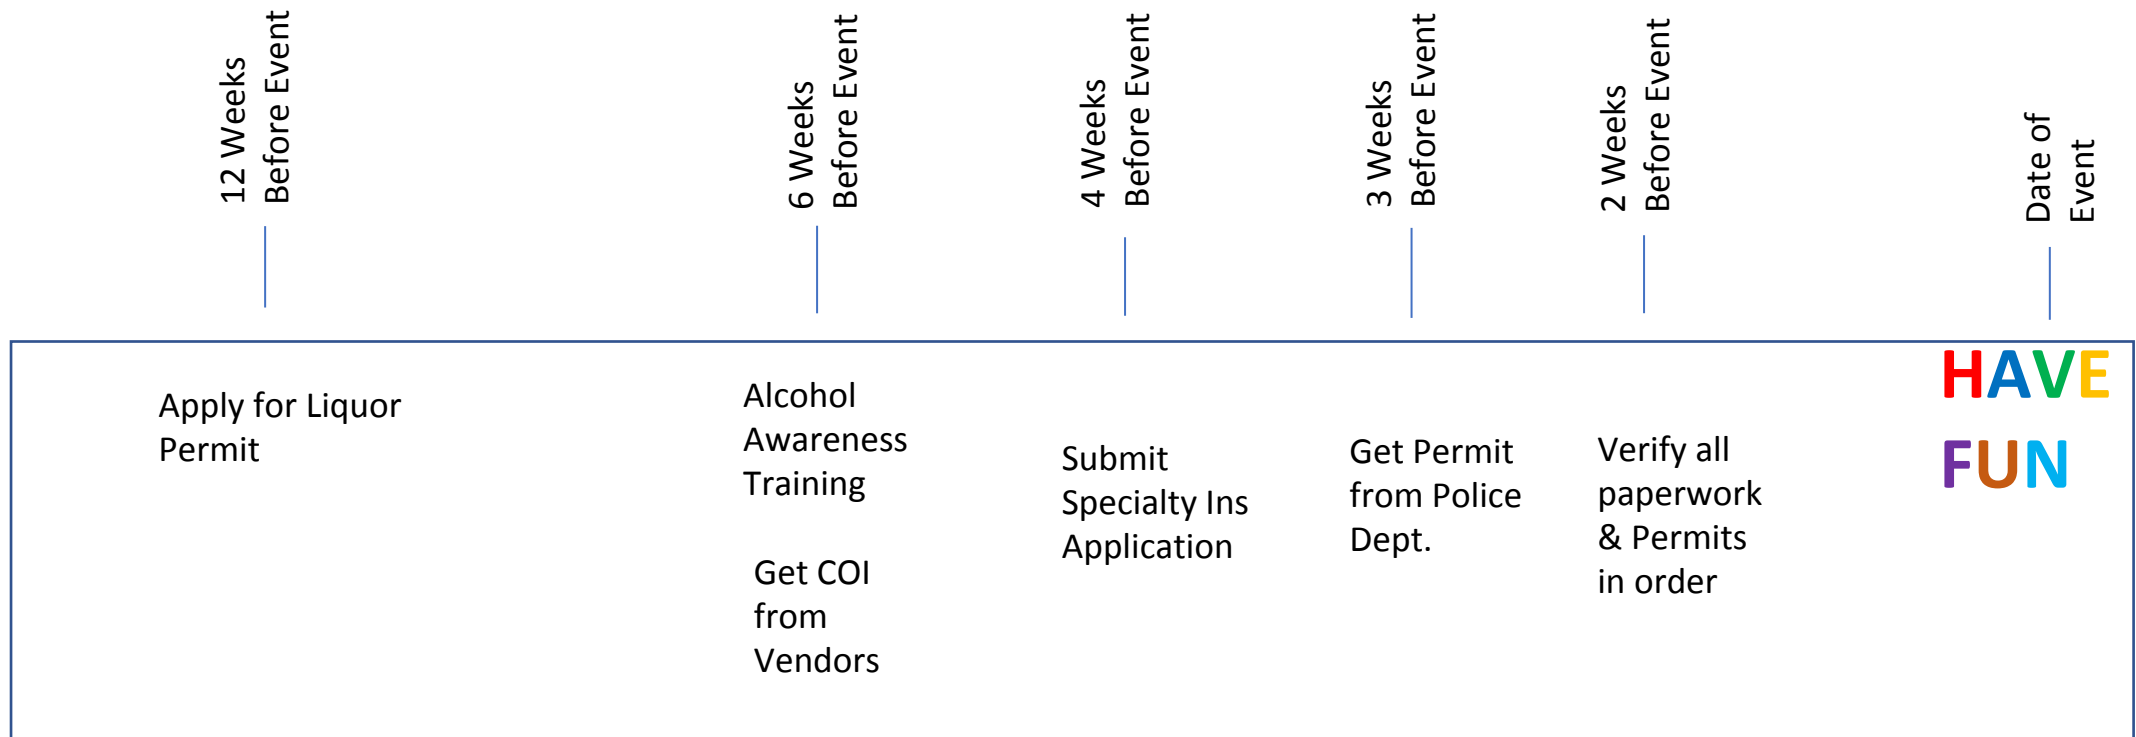 12 Weeks
Before Event
6 Weeks
Before Event
4 Weeks
Before Event
3 Weeks
Before Event
2 Weeks
Before Event
Date of
Event
Apply for Liquor
Permit
Alcohol
Awareness
Training
Get COI
from
Vendors
Submit
Specialty Ins
Application
Get Permit
from Police
Dept.
Verify all
paperwork
& Permits
in order
HAVE
FUN